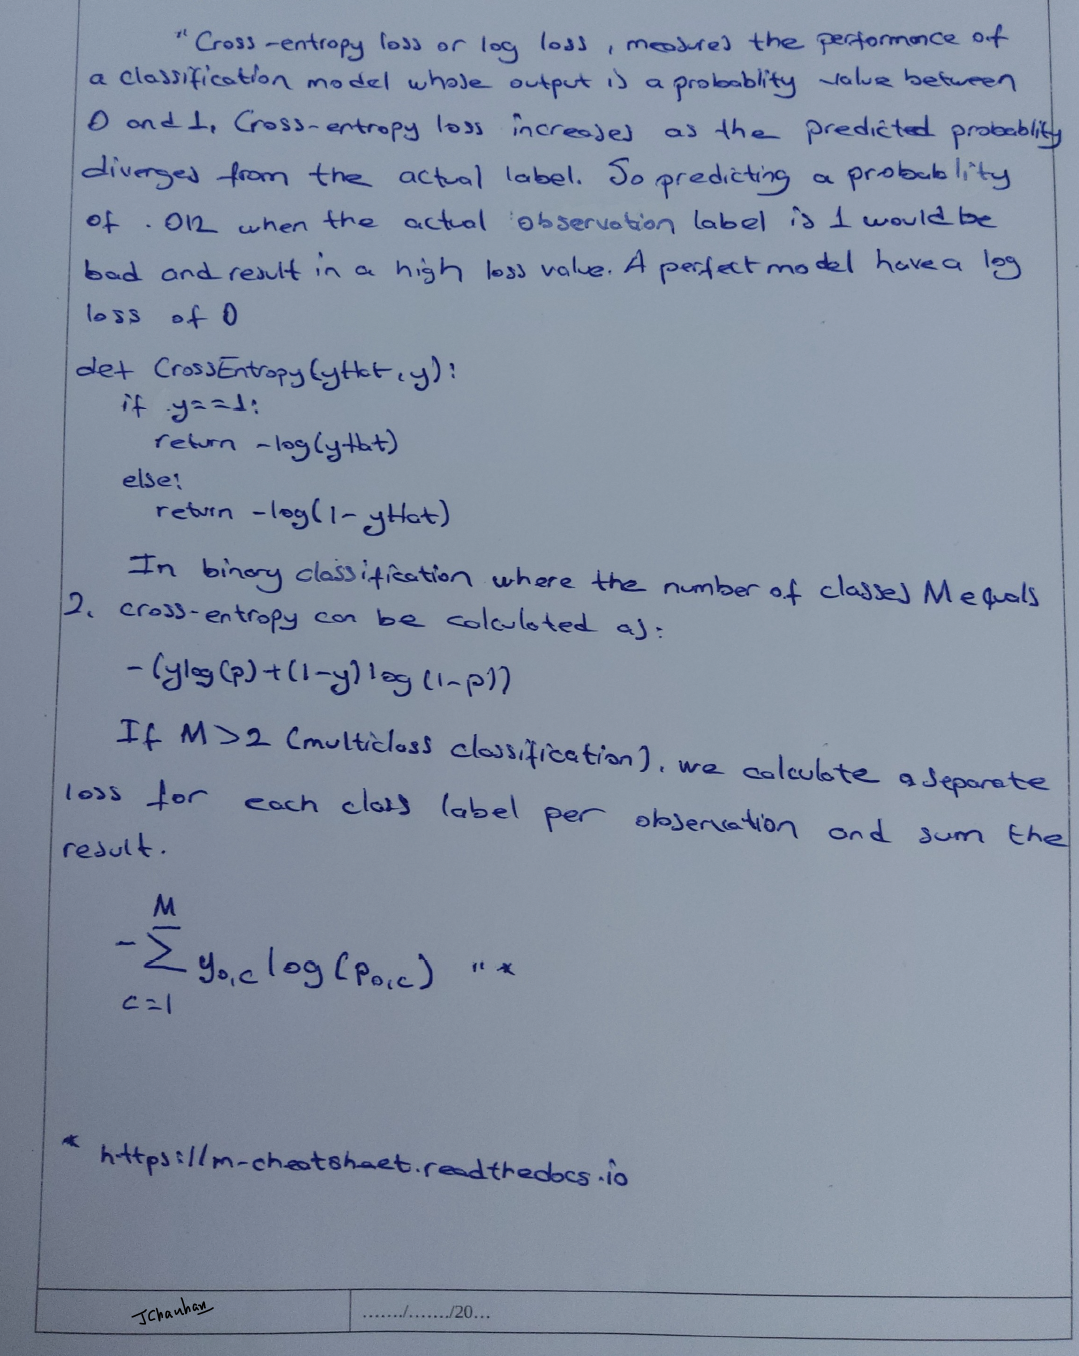 " Cross-entropy loss or log loss, measures the performance of
a classification model whose output is a probablity value between
0 and 1, Cross-entropy loss increases as the predicted probablity
diverges from the actual label. So predicting a probablity
of .012 when the actual observation label is 1 would be
bad and result in a high loss value. A perfect model have a log
loss of 0
def CrossEntropy(yHat, y):
if y==1:
return -log(yHat)
else:
return -log(1-yHat)
In binary classification where the number of classes M equals
2, cross-entropy can be calculated as:
-(ylog(p)+(1-y)log(1-p))
If M>2 (multiclass classification), we calculate a separate
loss for each class label per observation and sum the
result.
M
-∑ yo,c log(po,c) " *
c=1
* https://m-cheatshaet.readthedocs.io
JChauhan
......./......./20...